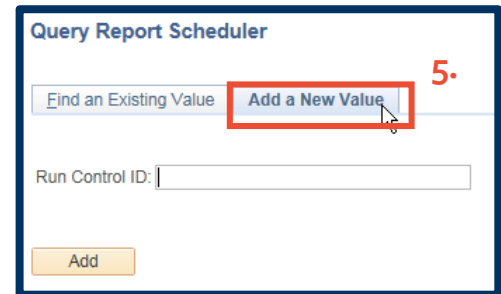 Query Report Scheduler
5.
Find an Existing Value
Add a New Value
Run Control ID:
Add